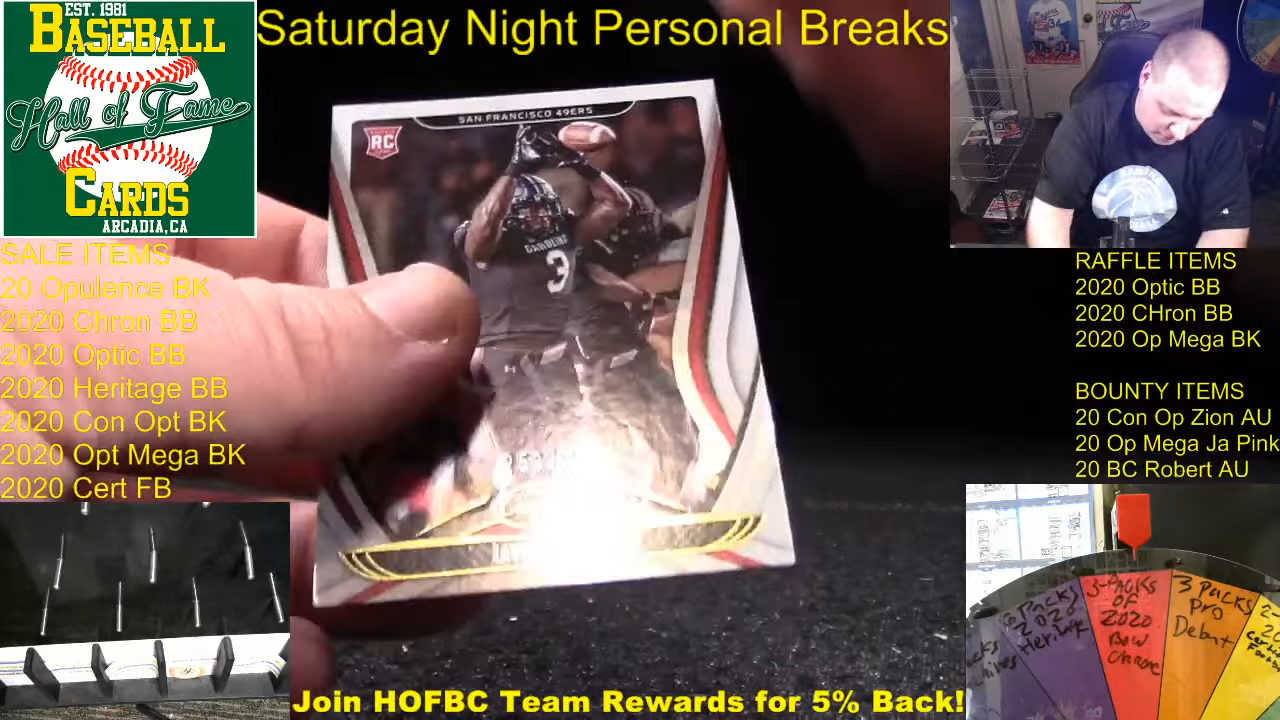 EST. 1981
BASEBALL
Hall of Fame
CARDS
ARCADIA, CA
Saturday Night Personal Breaks
SALE ITEMS
20 Opulence BK
2020 Chron BB
2020 Optic BB
2020 Heritage BB
2020 Con Opt BK
2020 Opt Mega BK
2020 Cert FB
SAN FRANCISCO 49ERS
RC
CAROLINA
3
RAFFLE ITEMS
2020 Optic BB
2020 CHron BB
2020 Op Mega BK
BOUNTY ITEMS
20 Con Op Zion AU
20 Op Mega Ja Pink
20 BC Robert AU
Packs
2020
Heritage
3-PACKS
OF
2020
Bow
Chrome
3 PACKS
PRO
Debut
Join HOFBC Team Rewards for 5% Back!